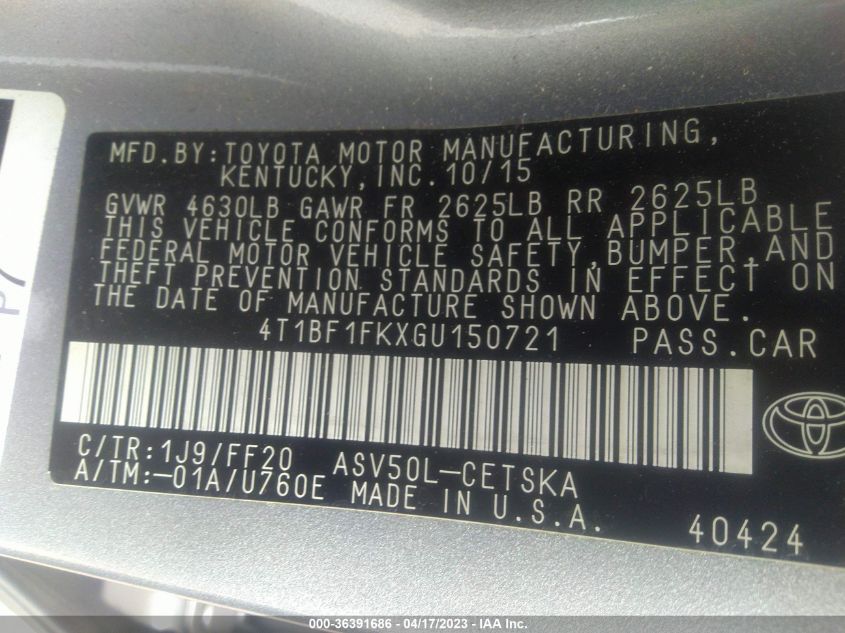 MFD.BY:TOYOTA MOTOR MANUFACTURING,
KENTUCKY,INC.10/15
GVWR 4630LB GAWR FR 2625LB RR 2625LB
THIS VEHICLE CONFORMS TO ALL APPLICABLE
FEDERAL MOTOR VEHICLE SAFETY,BUMPER,AND
THEFT PREVENTION STANDARDS IN EFFECT ON
THE DATE OF MANUFACTURE SHOWN ABOVE.
4T1BF1FKXGU150721 PASS.CAR
C/TR:1J9/FF20 ASV50L-CETSKA
A/TM:-01A/U760E MADE IN U.S.A.
40424
000-36391686 - 04/17/2023 - IAA Inc.